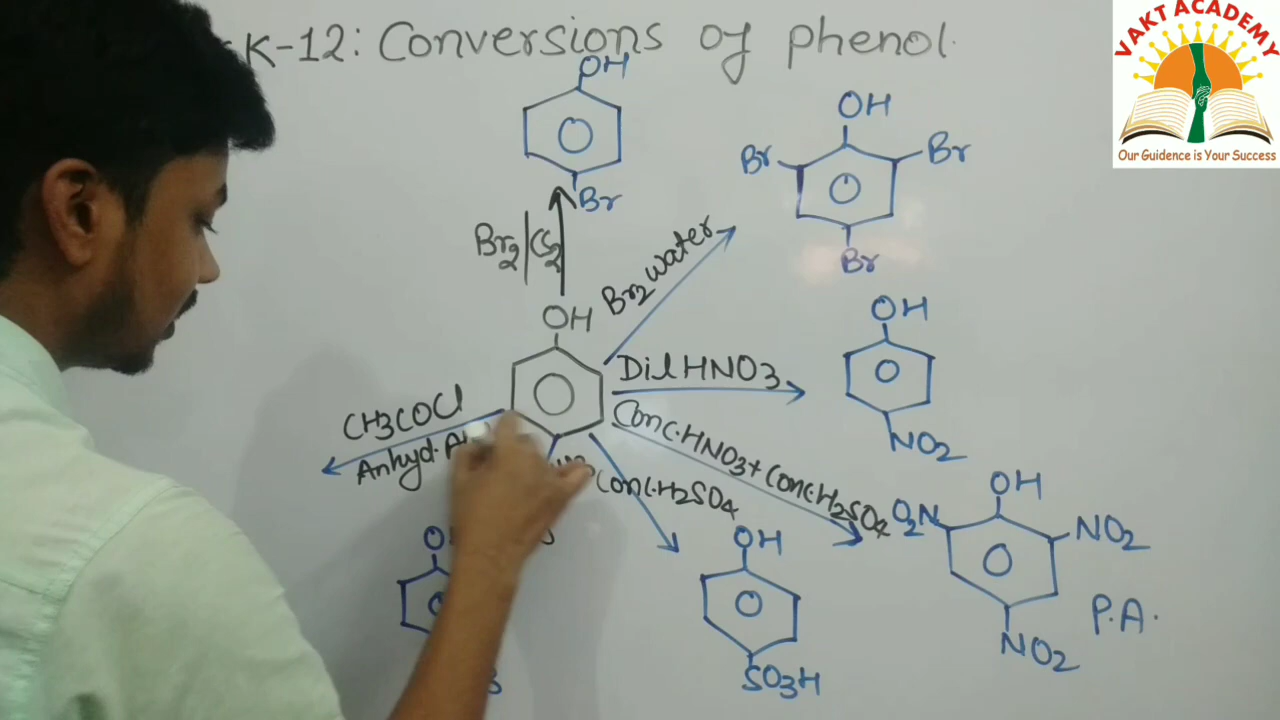 K-12: Conversions of phenol.
VAKT ACADEMY
Our Guidence is Your Success
OH
Br
Br2/CS2
OH
Br
Br
Br
Br2 water
OH
Dil HNO3
OH
NO2
Conc.HNO3+Conc.H2SO4
O2N
OH
NO2
NO2
P.A.
Conc.H2SO4
OH
SO3H
CH3COCl
Anhyd.